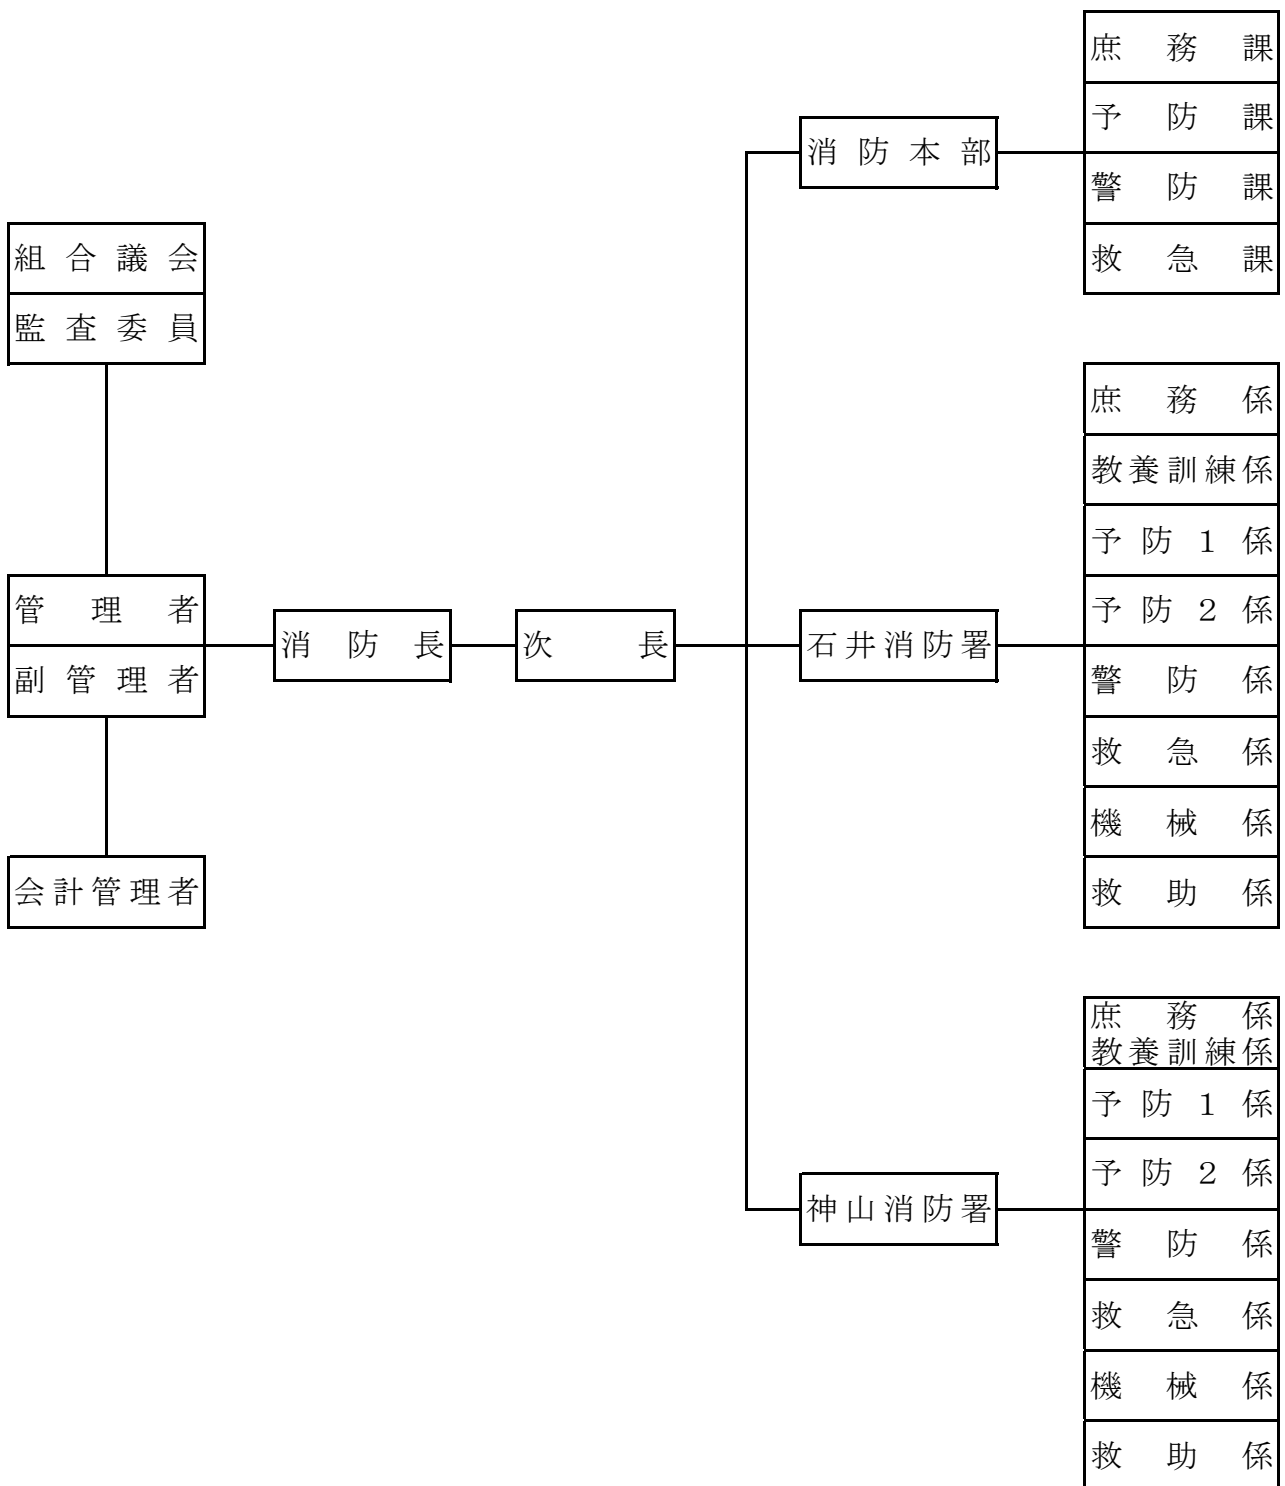 組合議会
監査委員
管理者
副管理者
会計管理者
消防長
次長
消防本部
庶務課
予防課
警防課
救急課
石井消防署
庶務係
教養訓練係
予防1係
予防2係
警防係
救急係
機械係
救助係
神山消防署
庶務係
教養訓練係
予防1係
予防2係
警防係
救急係
機械係
救助係